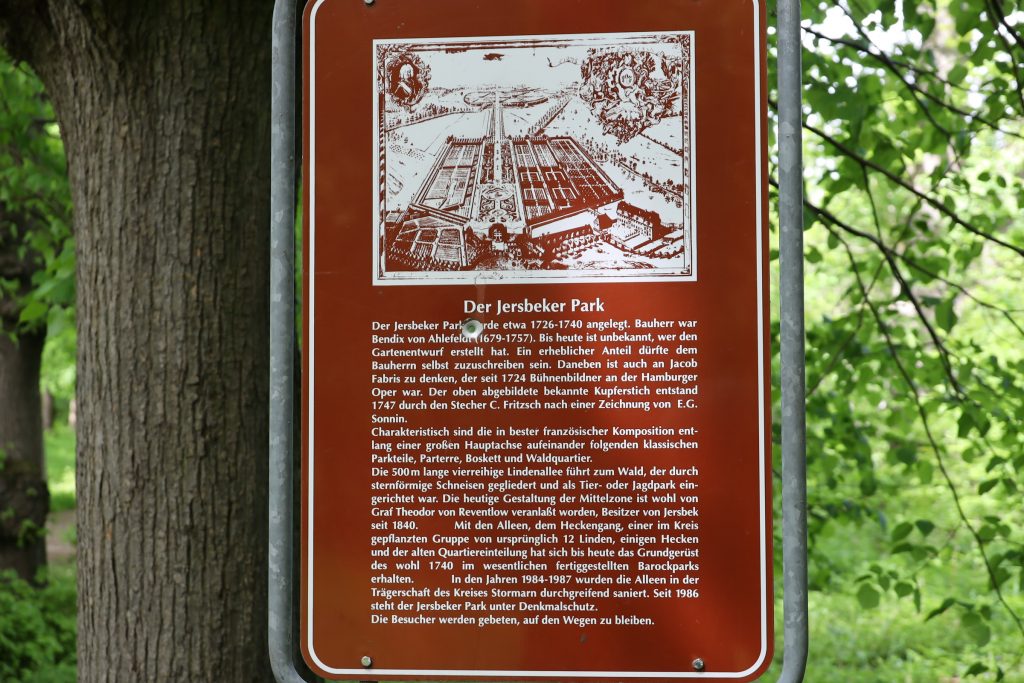 Der Jersbeker Park
Der Jersbeker Park wurde etwa 1726-1740 angelegt. Bauherr war
Bendix von Ahlefeldt (1679-1757). Bis heute ist unbekannt, wer den
Gartenentwurf erstellt hat. Ein erheblicher Anteil dürfte dem
Bauherrn selbst zuzuschreiben sein. Daneben ist auch an Jacob
Fabris zu denken, der seit 1724 Bühnenbildner an der Hamburger
Oper war. Der oben abgebildete bekannte Kupferstich entstand
1747 durch den Stecher C. Fritzsch nach einer Zeichnung von E.G.
Sonnin.
Charakteristisch sind die in bester französischer Komposition ent-
lang einer großen Hauptachse aufeinander folgenden klassischen
Parkteile, Parterre, Boskett und Waldquartier.
Die 500m lange vierreihige Lindenallee führt zum Wald, der durch
sternförmige Schneisen gegliedert und als Tier- oder Jagdpark ein-
gerichtet war. Die heutige Gestaltung der Mittelzone ist wohl von
Graf Theodor von Reventlow veranlaßt worden, Besitzer von Jersbek
seit 1840. Mit den Alleen, dem Heckengang, einer im Kreis
gepflanzten Gruppe von ursprünglich 12 Linden, einigen Hecken
und der alten Quartiereinteilung hat sich bis heute das Grundgerüst
des wohl 1740 im wesentlichen fertiggestellten Barockparks
erhalten. In den Jahren 1984-1987 wurden die Alleen in der
Trägerschaft des Kreises Stormarn durchgreifend saniert. Seit 1986
steht der Jersbeker Park unter Denkmalschutz.
Die Besucher werden gebeten, auf den Wegen zu bleiben.